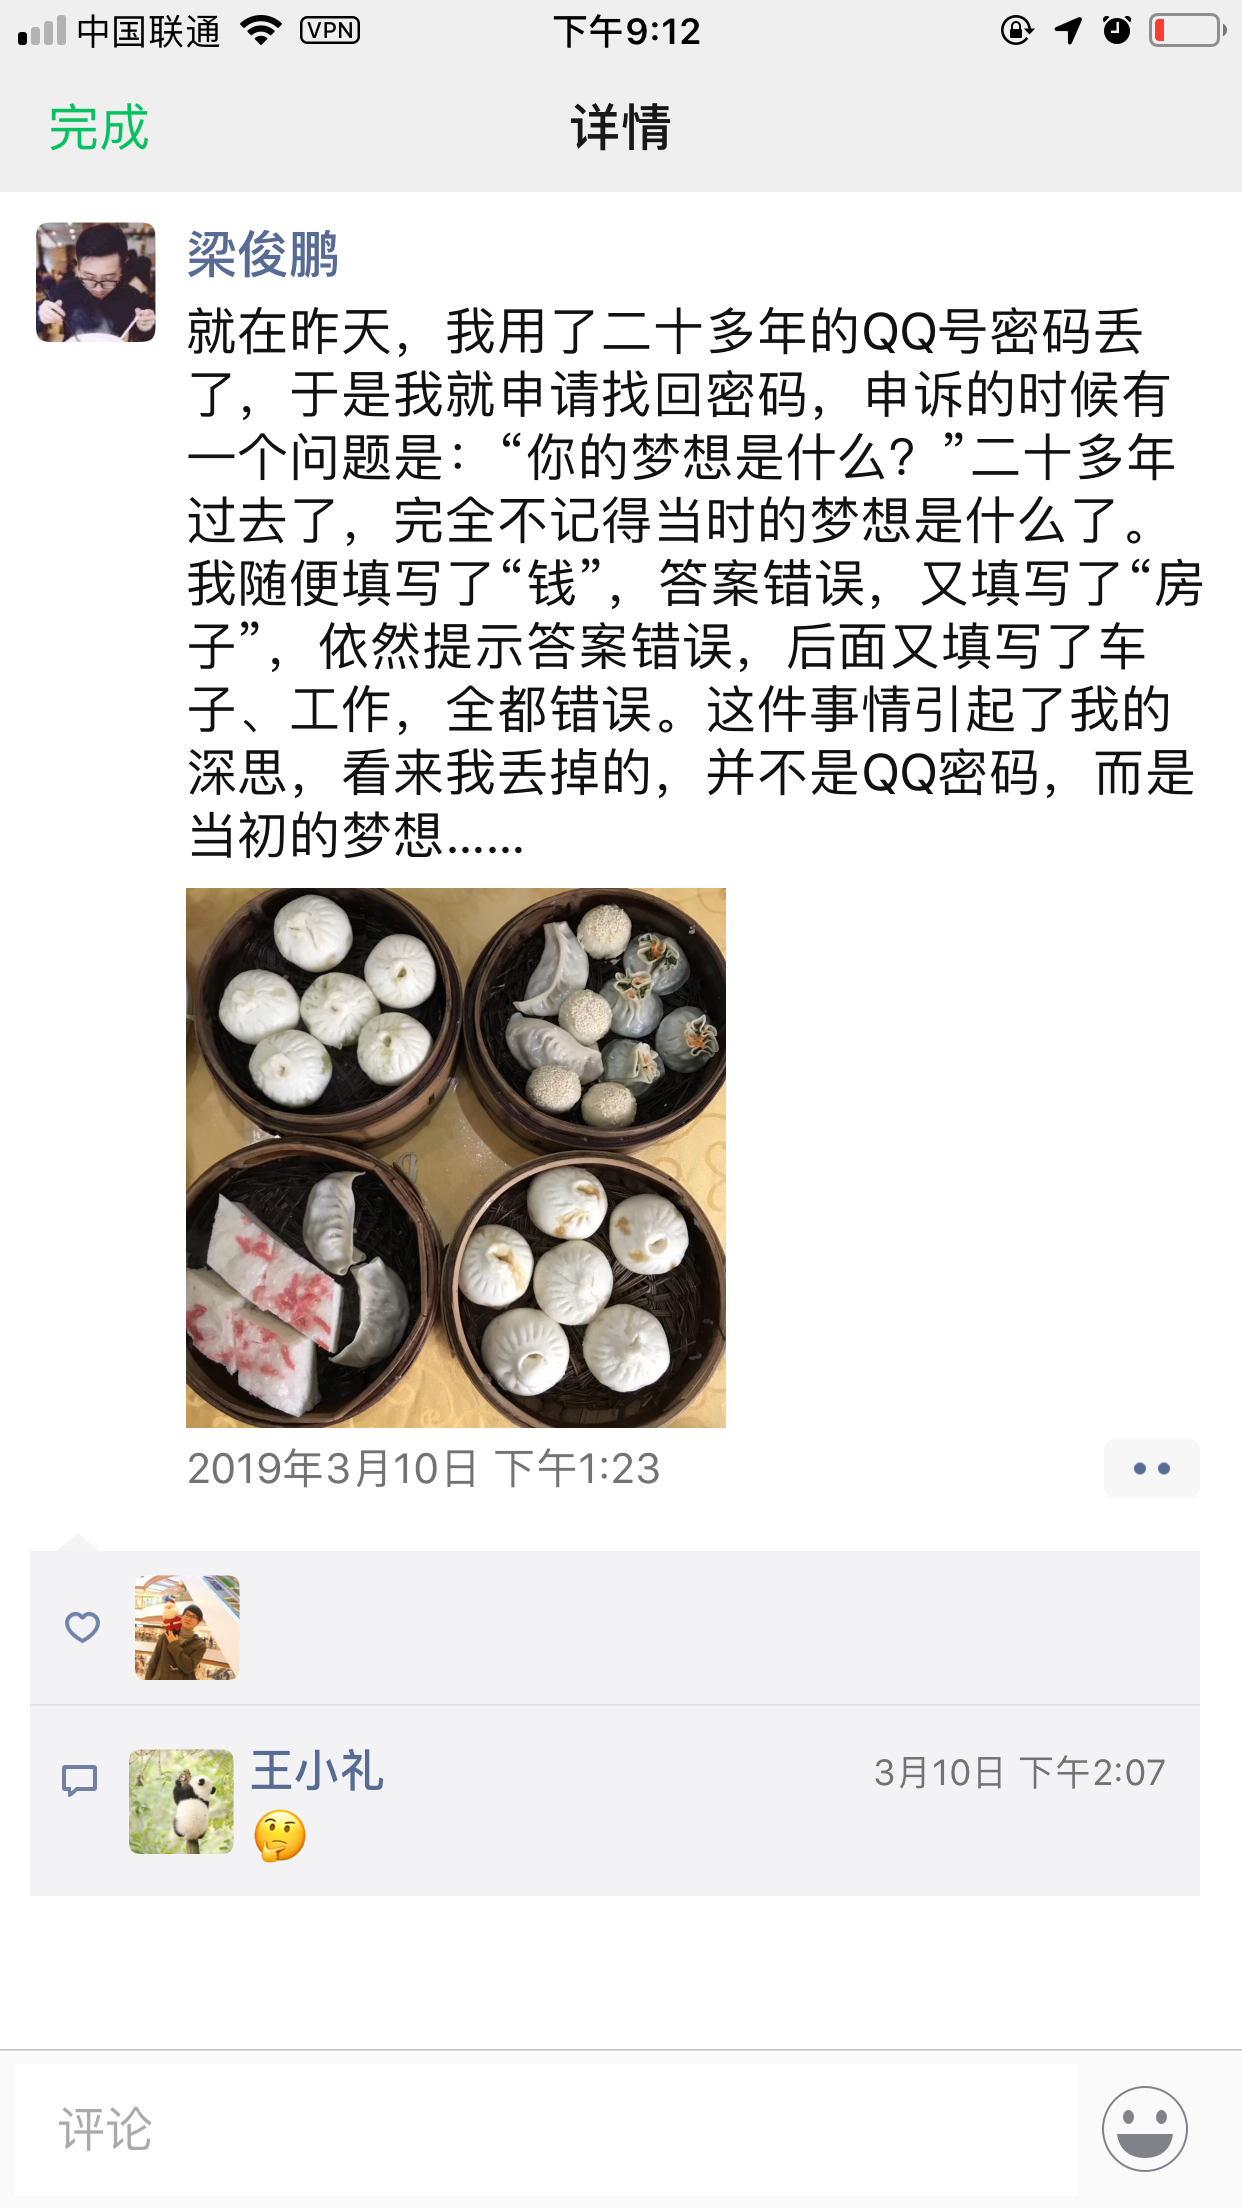 中国联通 VPN 下午9:12
完成 详情
梁俊鹏
就在昨天，我用了二十多年的QQ号密码丢
了，于是我就申请找回密码，申诉的时候有
一个问题是：“你的梦想是什么？”二十多年
过去了，完全不记得当时的梦想是什么了。
我随便填写了“钱”，答案错误，又填写了“房
子”，依然提示答案错误，后面又填写了车
子、工作，全都错误。这件事情引起了我的
深思，看来我丢掉的，并不是QQ密码，而是
当初的梦想……
2019年3月10日 下午1:23
王小礼 3月10日 下午2:07
🤔
评论